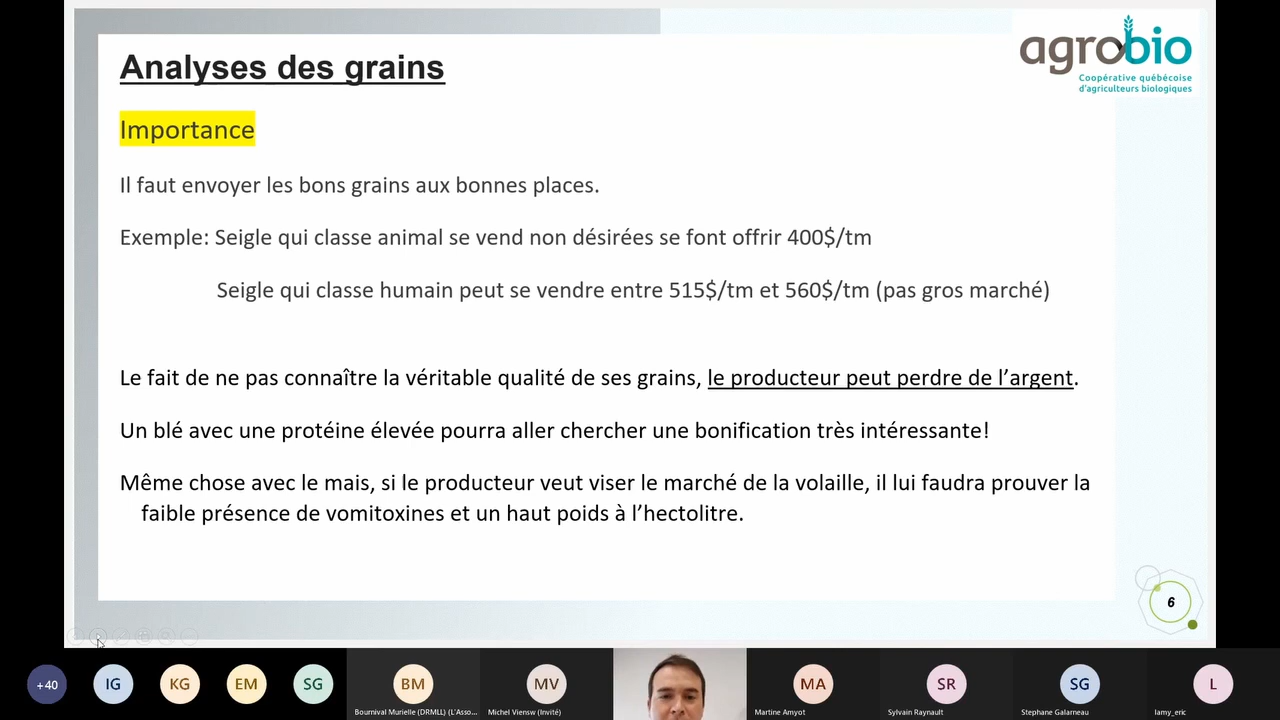 Analyses des grains
agrobio
Coopérative québécoise
d'agriculteurs biologiques
Importance
Il faut envoyer les bons grains aux bonnes places.
Exemple: Seigle qui classe animal se vend non désirées se font offrir 400$/tm
Seigle qui classe humain peut se vendre entre 515$/tm et 560$/tm (pas gros marché)
Le fait de ne pas connaître la véritable qualité de ses grains, le producteur peut perdre de l'argent.
Un blé avec une protéine élevée pourra aller chercher une bonification très intéressante!
Même chose avec le mais, si le producteur veut viser le marché de la volaille, il lui faudra prouver la
faible présence de vomitoxines et un haut poids à l'hectolitre.
6
+40 IG KG EM SG BM MV MA SR SG L
Bournival Murielle (DRMLL) (L'Asso... Michel Viensw (Invité) Martine Amyot Sylvain Raynault Stephane Galarneau lamy_eric